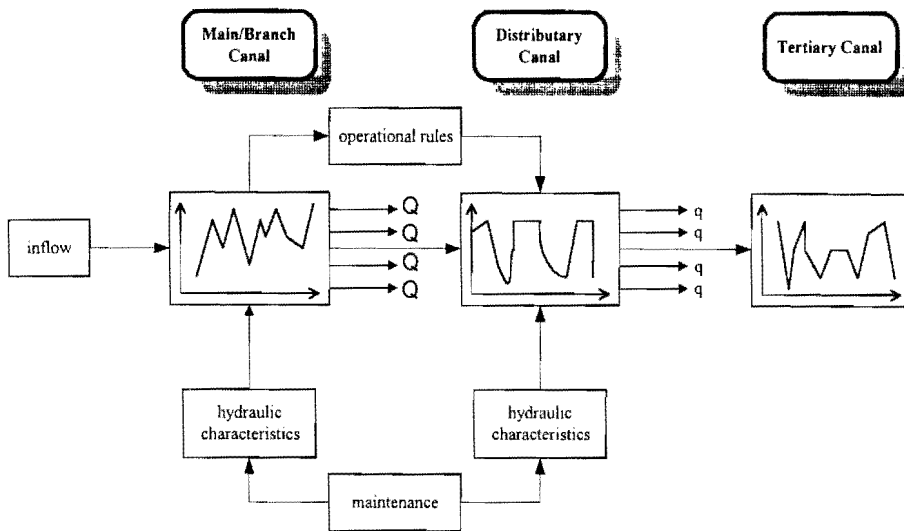 Main/Branch
Canal
Distributary
Canal
Tertiary Canal
operational rules
inflow
Q
Q
Q
Q
q
q
q
q
hydraulic
characteristics
hydraulic
characteristics
maintenance